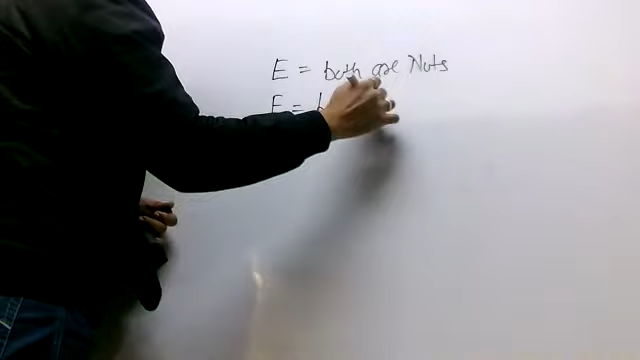 E = both are Nuts
F = b